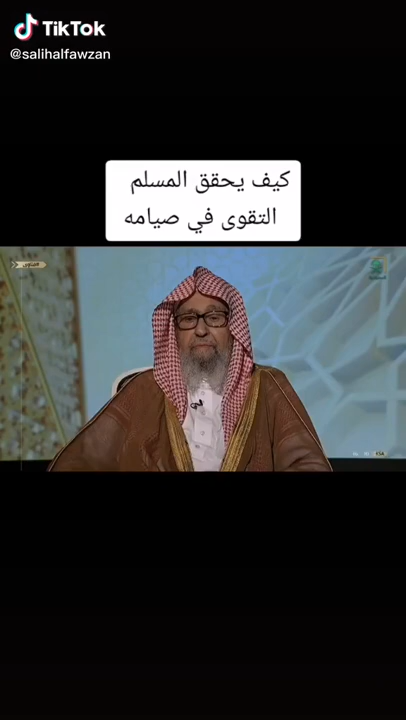 TikTok
@salihalfawzan
كيف يحقق المسلم
التقوى في صيامه